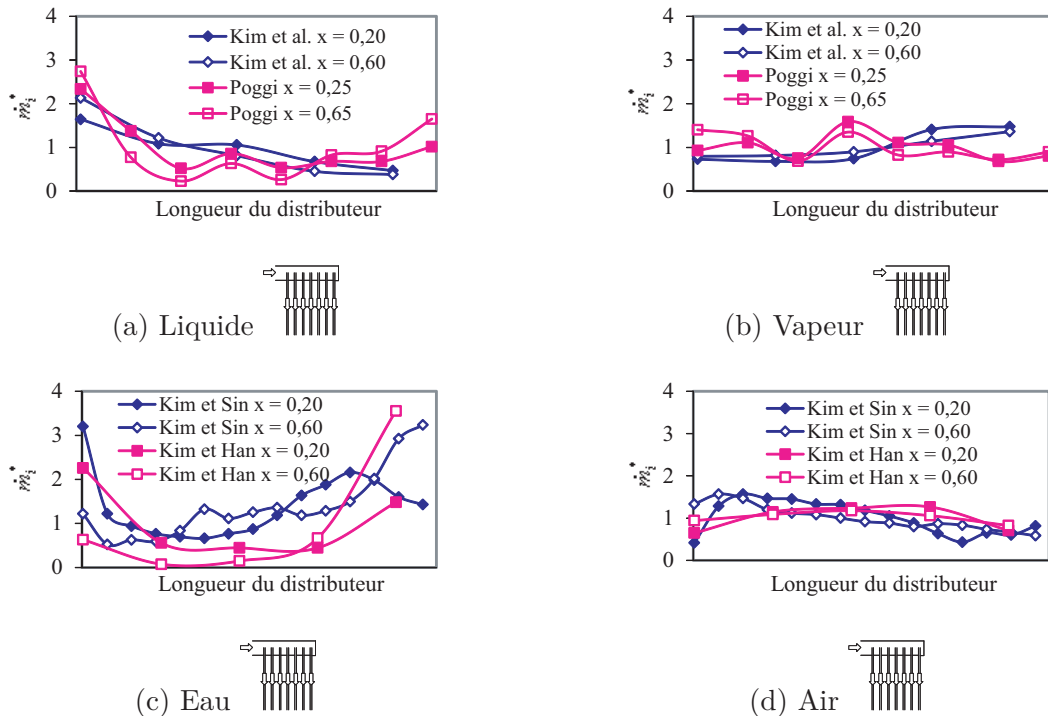 4
3
2
1
0
ṁᵢ*
Kim et al. x = 0,20
Kim et al. x = 0,60
Poggi x = 0,25
Poggi x = 0,65
Longueur du distributeur
(a) Liquide
4
3
2
1
0
ṁᵢ*
Kim et al. x = 0,20
Kim et al. x = 0,60
Poggi x = 0,25
Poggi x = 0,65
Longueur du distributeur
(b) Vapeur
4
3
2
1
0
ṁᵢ*
Kim et Sin x = 0,20
Kim et Sin x = 0,60
Kim et Han x = 0,20
Kim et Han x = 0,60
Longueur du distributeur
(c) Eau
4
3
2
1
0
ṁᵢ*
Kim et Sin x = 0,20
Kim et Sin x = 0,60
Kim et Han x = 0,20
Kim et Han x = 0,60
Longueur du distributeur
(d) Air